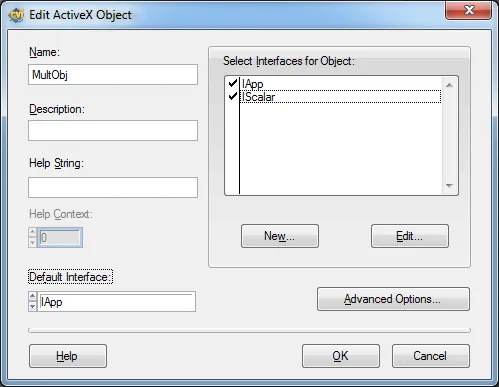 Edit ActiveX Object
Name:
MultObj
Description:
Help String:
Help Context:
0
Default Interface:
IApp
Select Interfaces for Object:
IApp
IScalar
New...
Edit...
Advanced Options...
Help
OK
Cancel